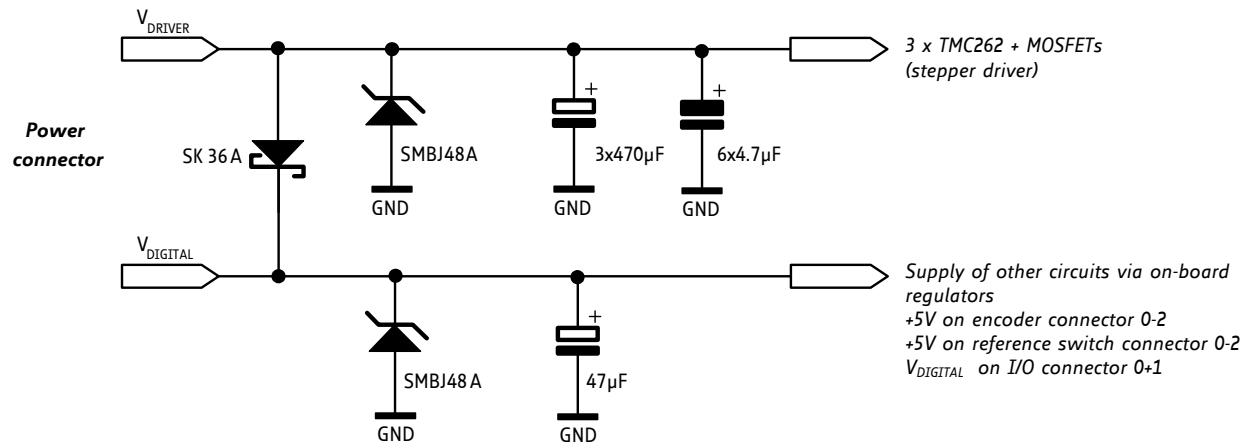 VDRIVER
3 x TMC262 + MOSFETs
(stepper driver)
+
+
Power
connector
SK 36A
SMBJ48A
3x470µF
6x4.7µF
GND
GND
GND
VDIGITAL
Supply of other circuits via on-board
regulators
+5V on encoder connector 0-2
+5V on reference switch connector 0-2
VDIGITAL on I/O connector 0+1
+
SMBJ48A
47µF
GND
GND